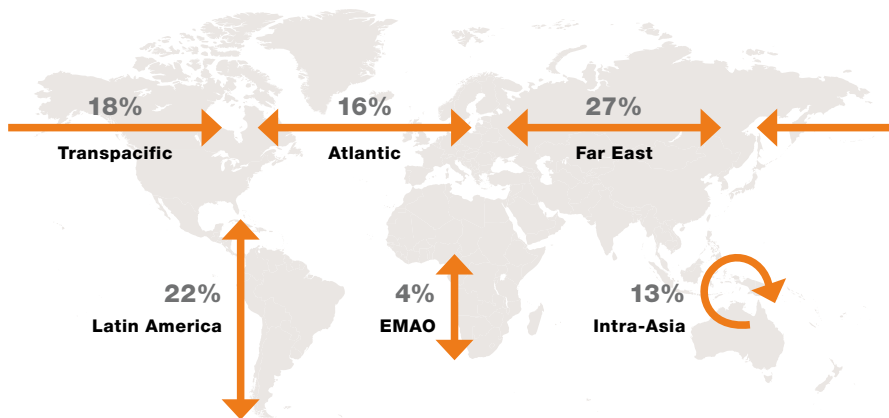 18%
Transpacific
16%
Atlantic
27%
Far East
22%
Latin America
4%
EMAO
13%
Intra-Asia